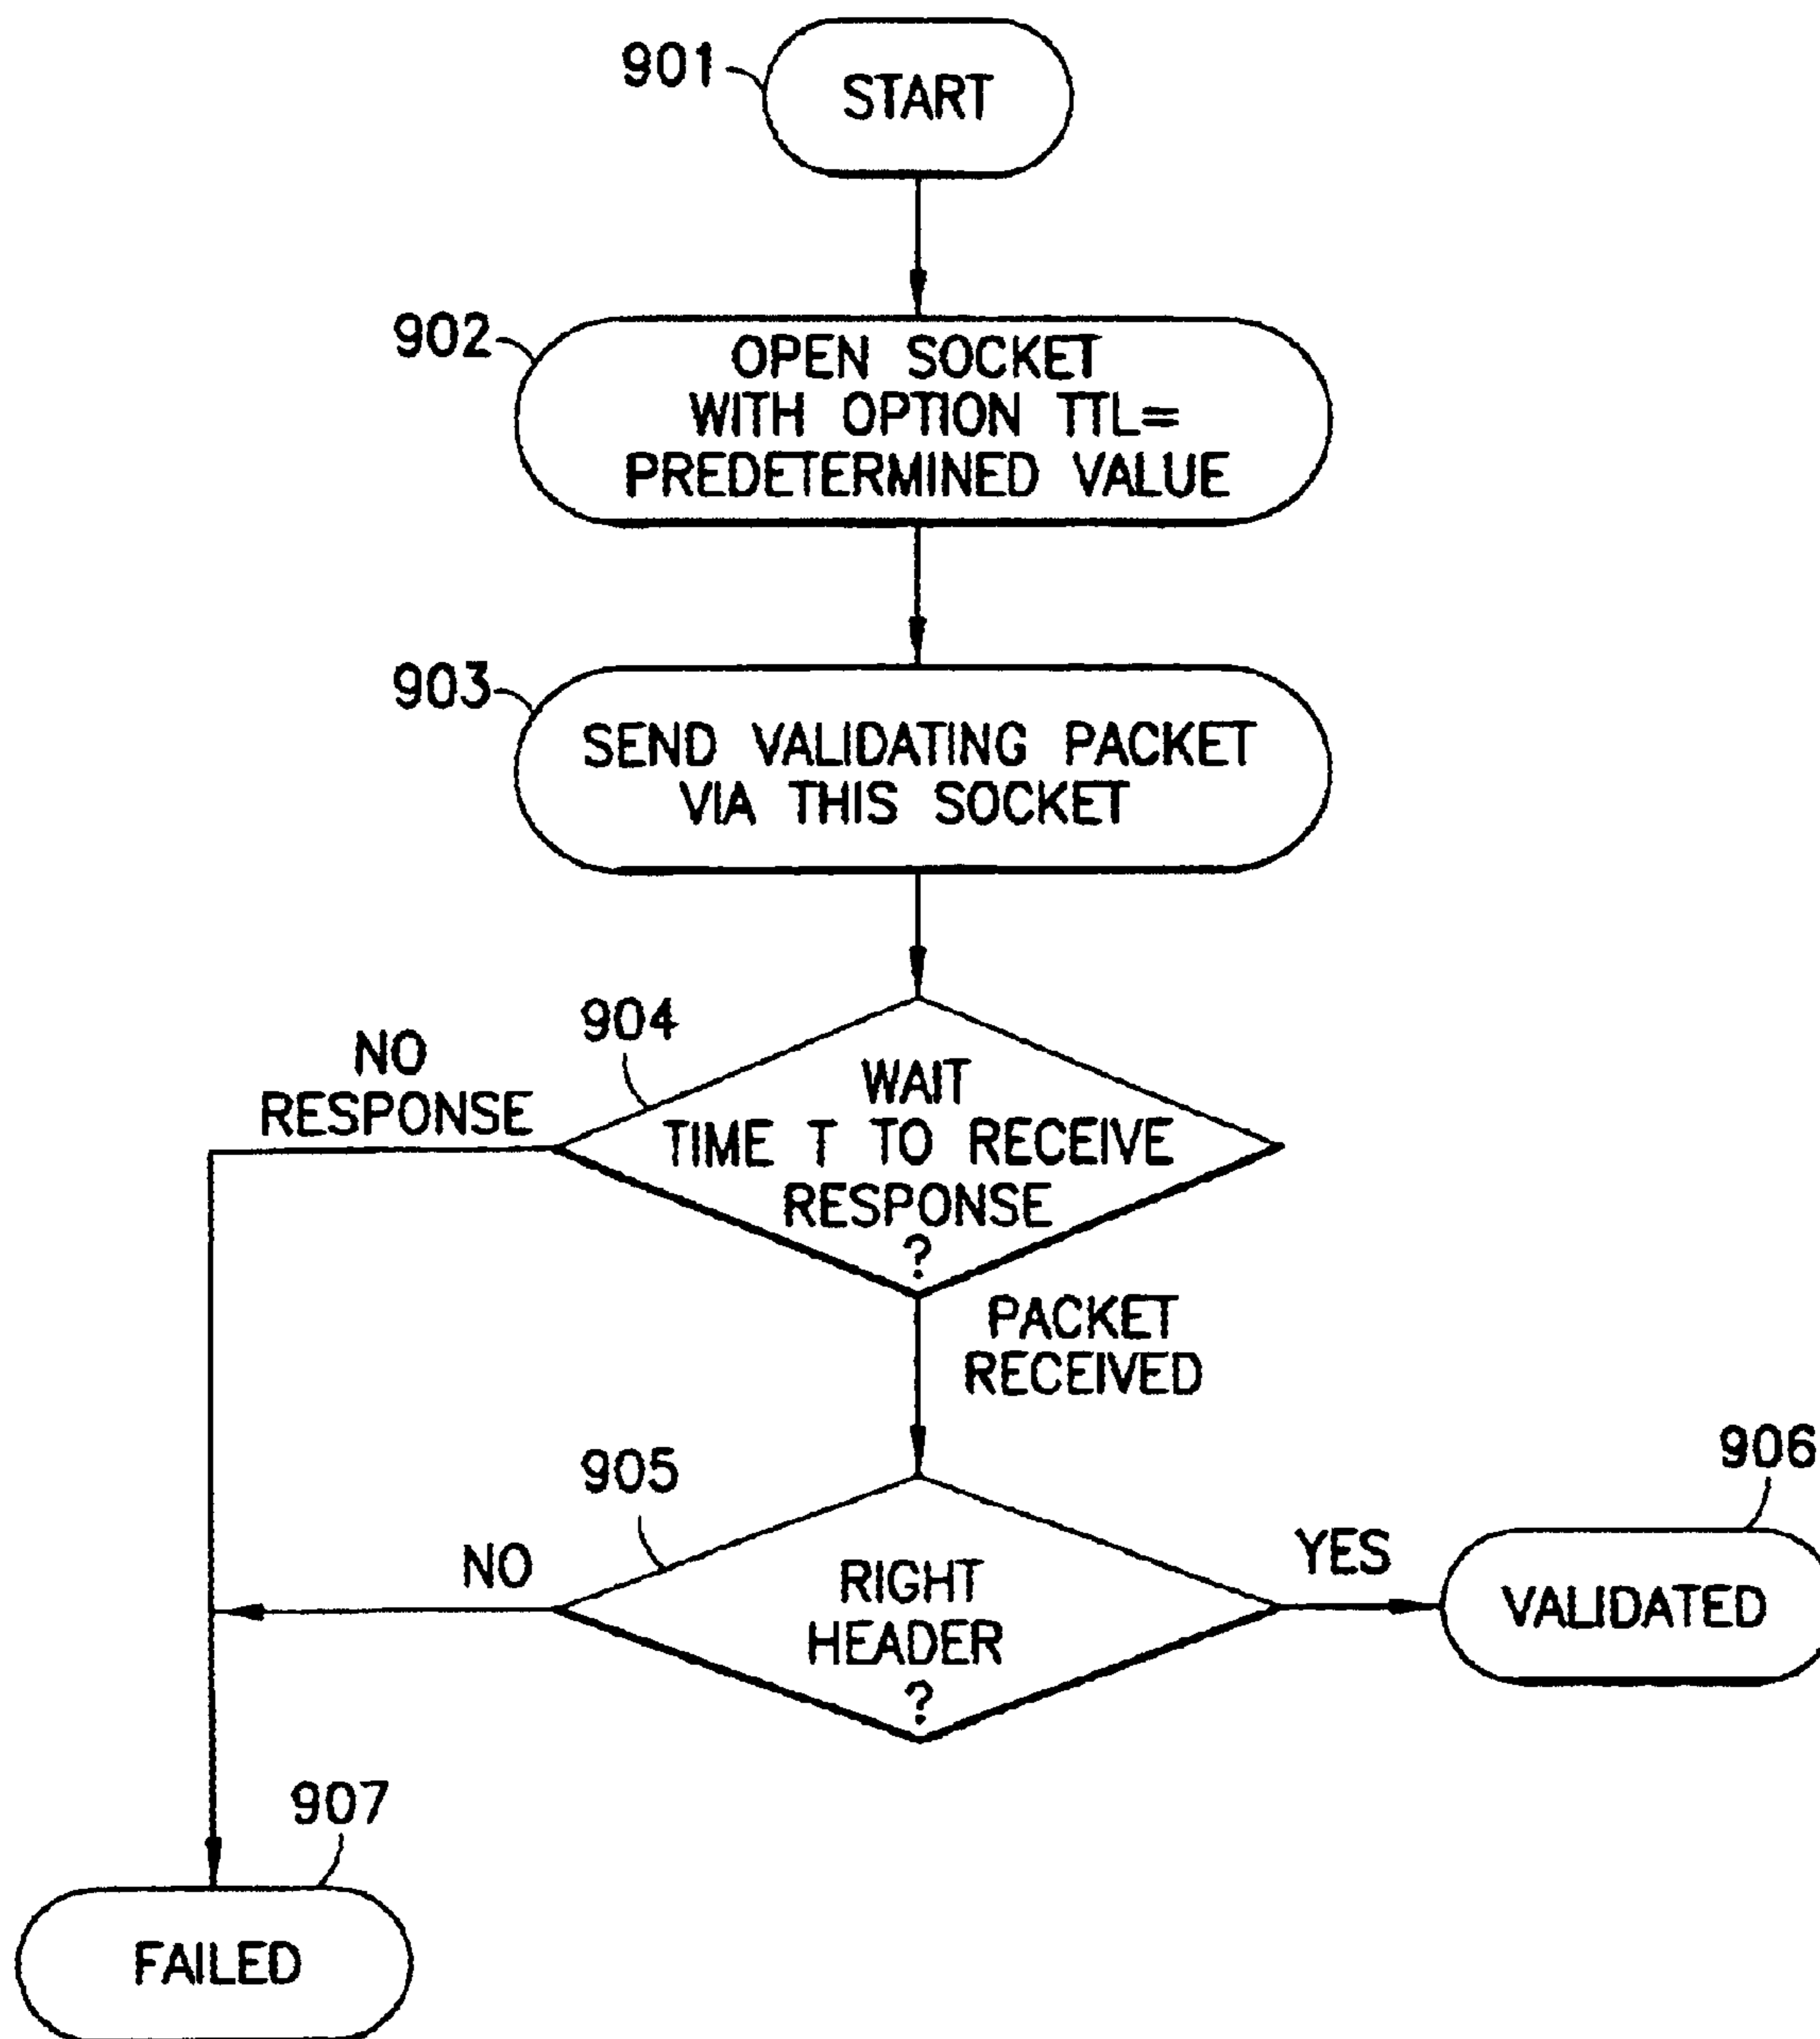 901
START
902
OPEN SOCKET
WITH OPTION TTL=
PREDETERMINED VALUE
903
SEND VALIDATING PACKET
VIA THIS SOCKET
904
NO
RESPONSE
WAIT
TIME T TO RECEIVE
RESPONSE
?
PACKET
RECEIVED
905
906
NO
RIGHT
HEADER
?
YES
VALIDATED
907
FAILED